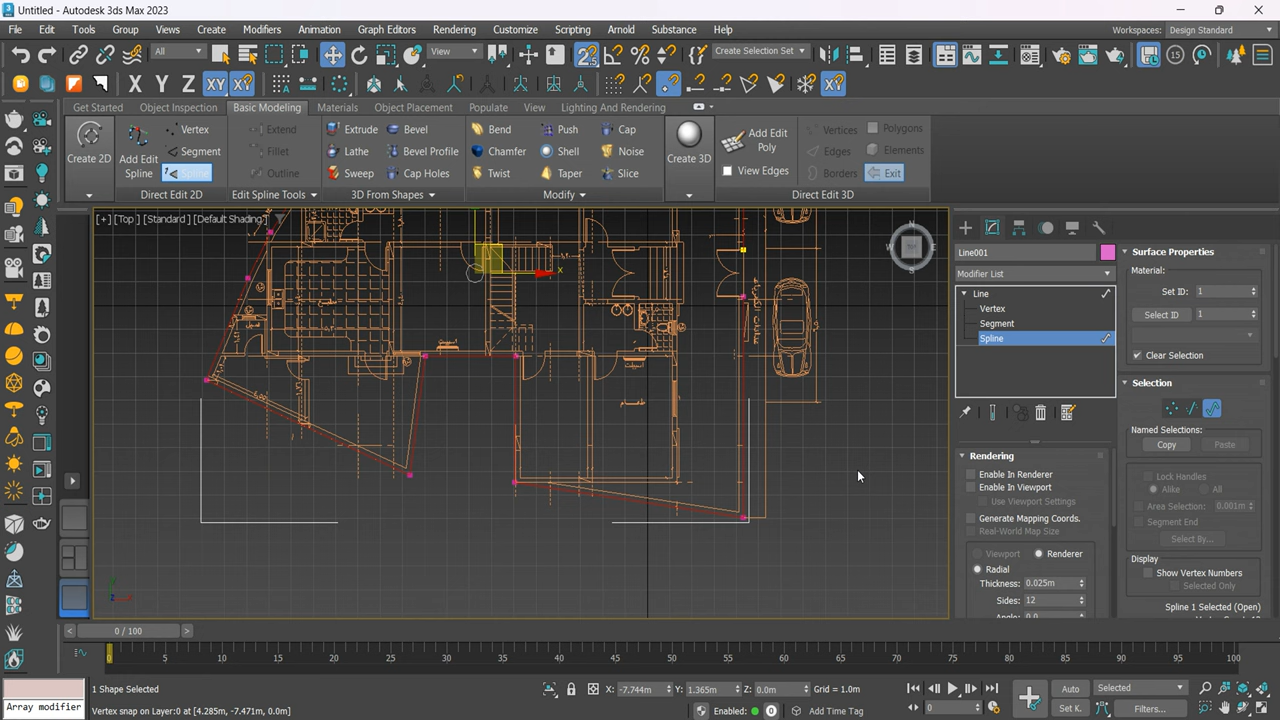 Untitled - Autodesk 3ds Max 2023
File Edit Tools Group Views Create Modifiers Animation Graph Editors Rendering Customize Scripting Arnold Substance Help Workspaces: Design Standard
All View Create Selection Set
X Y Z XY
Get Started Object Inspection Basic Modeling Materials Object Placement Populate View Lighting And Rendering
Create 2D
Add Edit Spline
Vertex
Segment
Spline
Direct Edit 2D
Extend
Fillet
Outline
Edit Spline Tools
Extrude Bevel
Lathe Bevel Profile
Sweep Cap Holes
3D From Shapes
Bend Push Cap
Chamfer Shell Noise
Twist Taper Slice
Modify
Create 3D
Add Edit Poly
View Edges
Vertices Polygons
Edges Elements
Borders Exit
Direct Edit 3D
[+] [Top] [Standard] [Default Shading]
N
W E
S
x
Line001
Modifier List
Line
Vertex
Segment
Spline
Rendering
Enable In Renderer
Enable In Viewport
Use Viewport Settings
Generate Mapping Coords.
Real-World Map Size
Viewport Renderer
Radial
Thickness: 0.025m
Sides: 12
Angle: 0.0
Surface Properties
Material:
Set ID: 1
Select ID 1
Clear Selection
Selection
Named Selections:
Copy Paste
Lock Handles
Alike All
Area Selection: 0.001m
Segment End
Select By...
Display
Show Vertex Numbers
Selected Only
Spline 1 Selected (Open)
0 / 100
0 5 10 15 20 25 30 35 40 45 50 55 60 65 70 75 80 85 90 95 100
1 Shape Selected
X: -7.744m Y: 1.365m Z: 0.0m Grid = 1.0m
Array modifier
Vertex snap on Layer:0 at [4.285m, -7.471m, 0.0m]
Enabled: 0 Add Time Tag
0
Auto Selected
Set K. Filters...